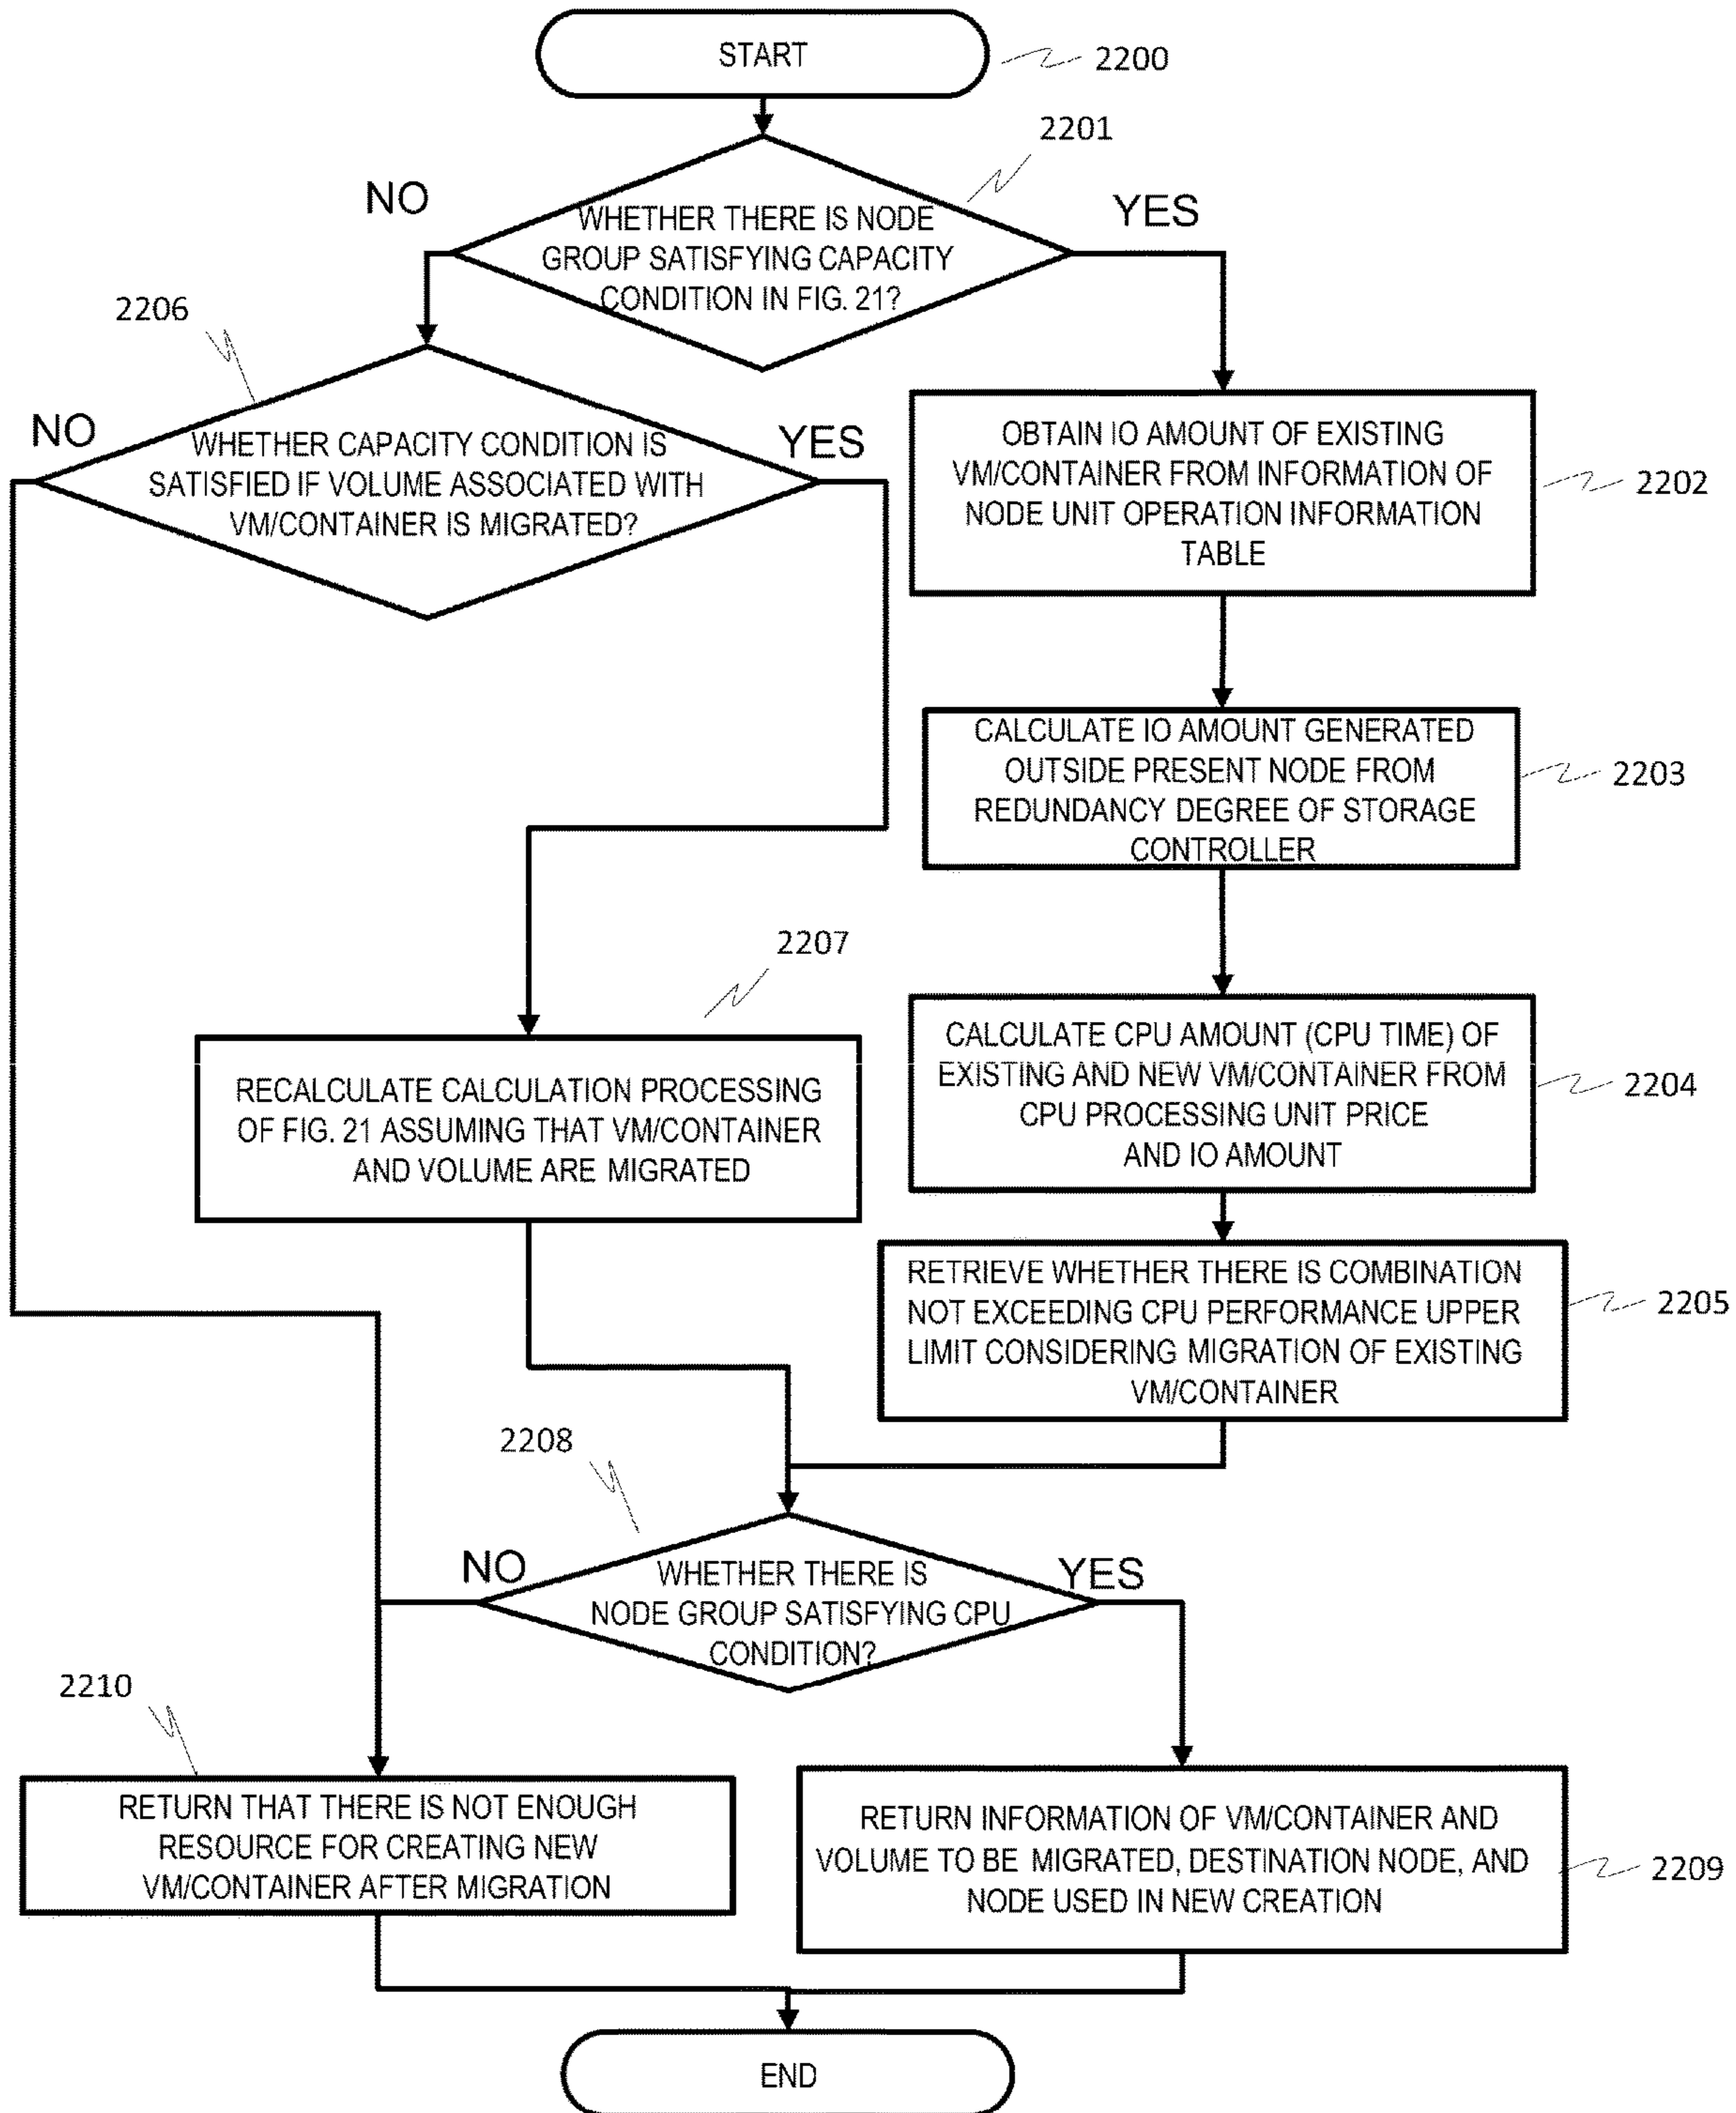 START
2200
2201
NO
YES
WHETHER THERE IS NODE
GROUP SATISFYING CAPACITY
CONDITION IN FIG. 21?
2206
NO
YES
WHETHER CAPACITY CONDITION IS
SATISFIED IF VOLUME ASSOCIATED WITH
VM/CONTAINER IS MIGRATED?
OBTAIN IO AMOUNT OF EXISTING
VM/CONTAINER FROM INFORMATION OF
NODE UNIT OPERATION INFORMATION
TABLE
2202
CALCULATE IO AMOUNT GENERATED
OUTSIDE PRESENT NODE FROM
REDUNDANCY DEGREE OF STORAGE
CONTROLLER
2203
2207
RECALCULATE CALCULATION PROCESSING
OF FIG. 21 ASSUMING THAT VM/CONTAINER
AND VOLUME ARE MIGRATED
CALCULATE CPU AMOUNT (CPU TIME) OF
EXISTING AND NEW VM/CONTAINER FROM
CPU PROCESSING UNIT PRICE
AND IO AMOUNT
2204
RETRIEVE WHETHER THERE IS COMBINATION
NOT EXCEEDING CPU PERFORMANCE UPPER
LIMIT CONSIDERING MIGRATION OF EXISTING
VM/CONTAINER
2205
2208
NO
YES
WHETHER THERE IS
NODE GROUP SATISFYING CPU
CONDITION?
2210
RETURN THAT THERE IS NOT ENOUGH
RESOURCE FOR CREATING NEW
VM/CONTAINER AFTER MIGRATION
RETURN INFORMATION OF VM/CONTAINER AND
VOLUME TO BE MIGRATED, DESTINATION NODE, AND
NODE USED IN NEW CREATION
2209
END